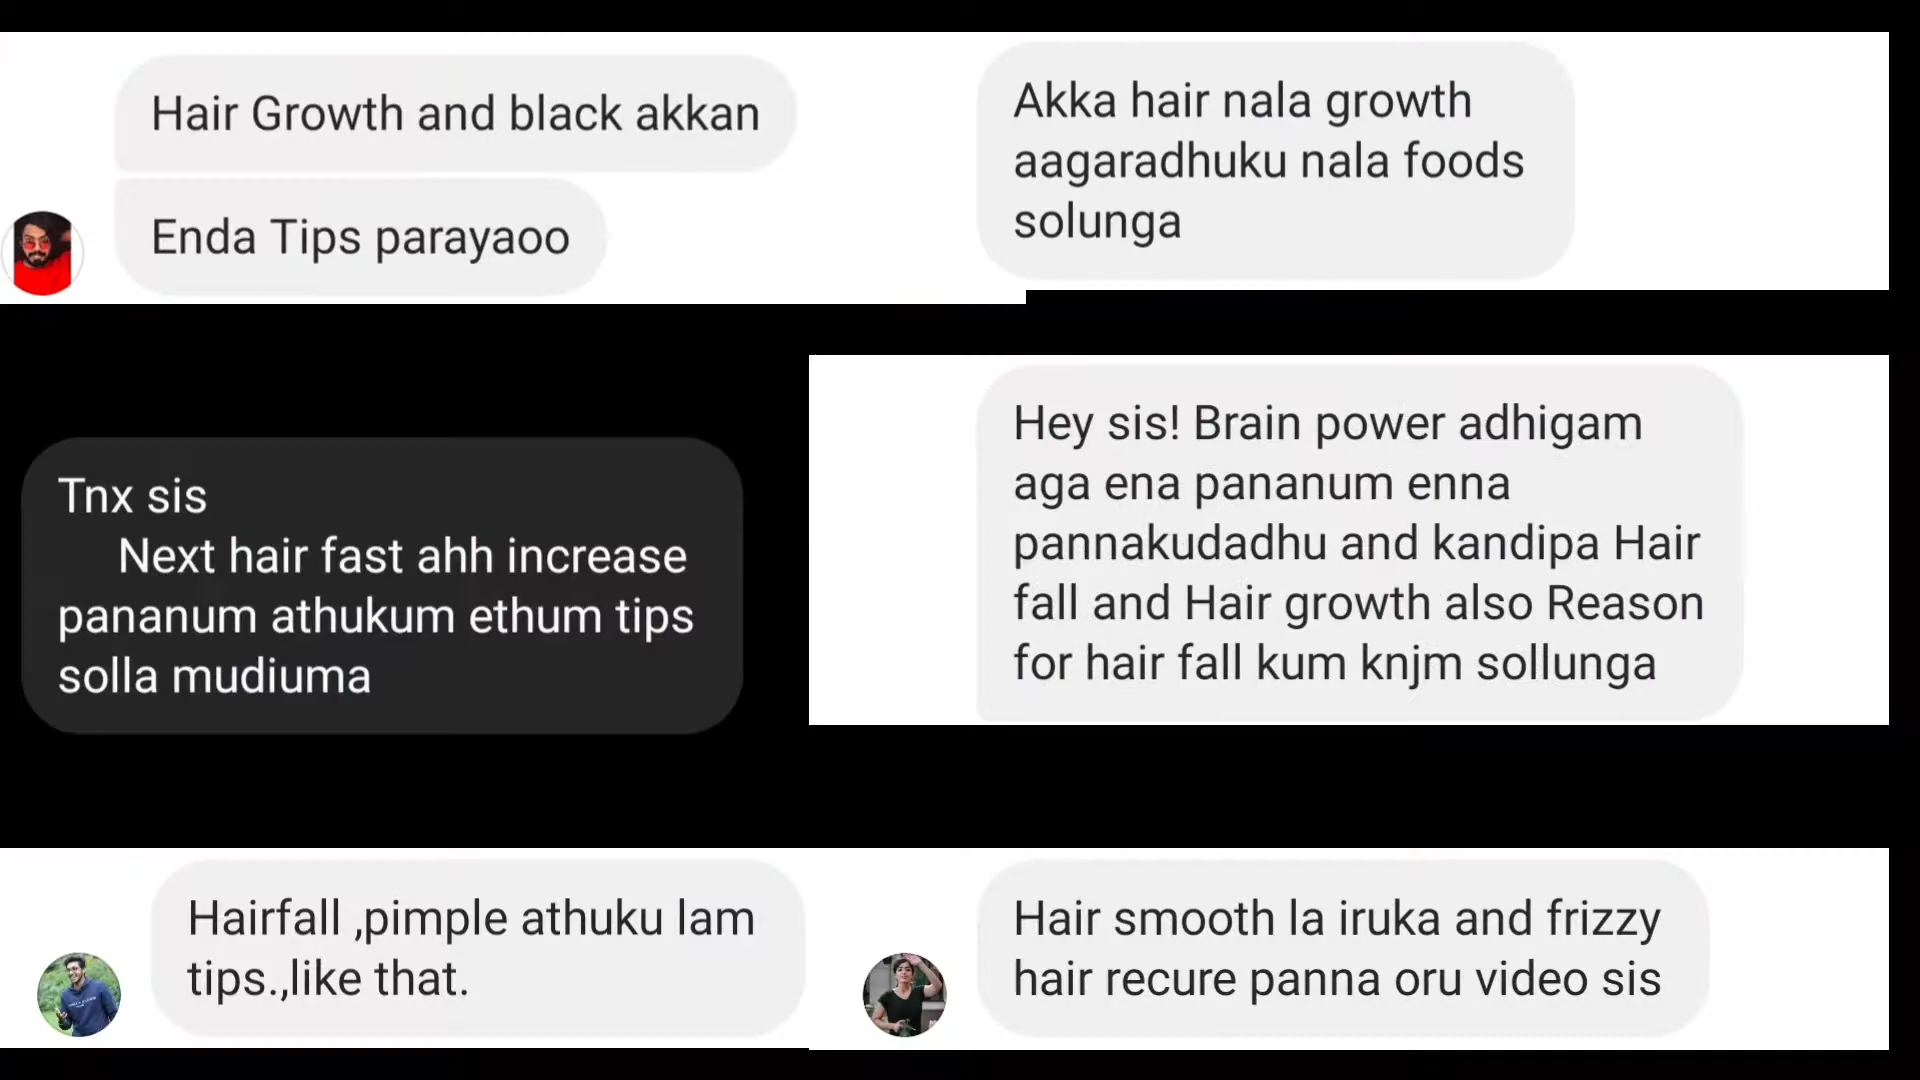 Hair Growth and black akkan
Enda Tips parayaoo
Akka hair nala growth
aagaradhuku nala foods
solunga
Tnx sis
Next hair fast ahh increase
pananum athukum ethum tips
solla mudiuma
Hey sis! Brain power adhigam
aga ena pananum enna
pannakudadhu and kandipa Hair
fall and Hair growth also Reason
for hair fall kum knjm sollunga
Hairfall ,pimple athuku lam
tips.,like that.
Hair smooth la iruka and frizzy
hair recure panna oru video sis